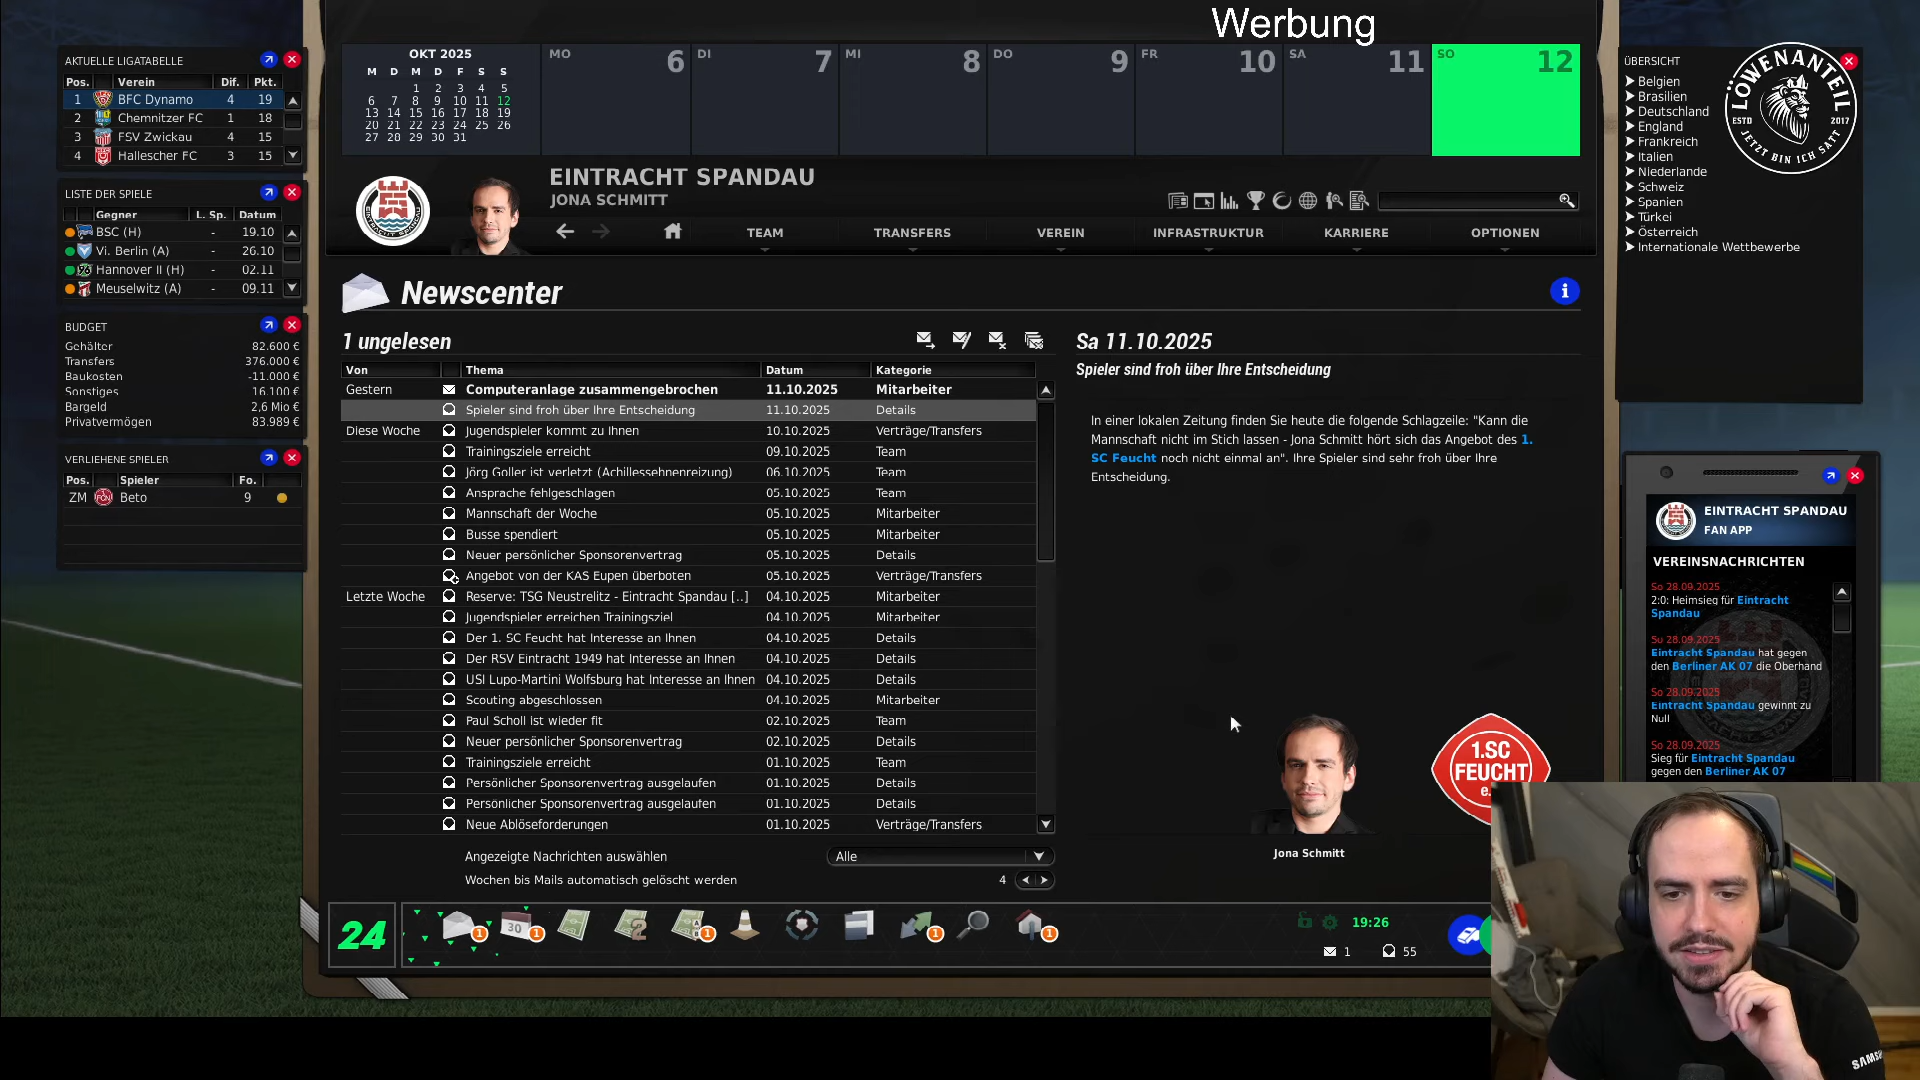 Werbung
AKTUELLE LIGATABELLE
Pos. Verein Dif. Pkt.
1 BFC Dynamo 4 19
2 Chemnitzer FC 1 18
3 FSV Zwickau 4 15
4 Hallescher FC 3 15
LISTE DER SPIELE
Gegner L. Sp. Datum
BSC (H) - 19.10
Vi. Berlin (A) - 26.10
Hannover II (H) - 02.11
Meuselwitz (A) - 09.11
BUDGET
Gehälter 82.600 €
Transfers 376.000 €
Baukosten -11.000 €
Sonstiges 16.100 €
Bargeld 2,6 Mio €
Privatvermögen 83.989 €
VERLIEHENE SPIELER
Pos. Spieler Fo.
ZM Beto 9
OKT 2025
M D M D F S S
1 2 3 4 5
6 7 8 9 10 11 12
13 14 15 16 17 18 19
20 21 22 23 24 25 26
27 28 29 30 31
MO 6 DI 7 MI 8 DO 9 FR 10 SA 11 SO 12
EINTRACHT SPANDAU
JONA SCHMITT
TEAM TRANSFERS VEREIN INFRASTRUKTUR KARRIERE OPTIONEN
Newscenter
1 ungelesen
Von Thema Datum Kategorie
Gestern Computeranlage zusammengebrochen 11.10.2025 Mitarbeiter
Spieler sind froh über Ihre Entscheidung 11.10.2025 Details
Diese Woche Jugendspieler kommt zu Ihnen 10.10.2025 Verträge/Transfers
Trainingsziele erreicht 09.10.2025 Team
Jörg Goller ist verletzt (Achillessehnenreizung) 06.10.2025 Team
Ansprache fehlgeschlagen 05.10.2025 Team
Mannschaft der Woche 05.10.2025 Mitarbeiter
Busse spendiert 05.10.2025 Mitarbeiter
Neuer persönlicher Sponsorenvertrag 05.10.2025 Details
Angebot von der KAS Eupen überboten 05.10.2025 Verträge/Transfers
Letzte Woche Reserve: TSG Neustrelitz - Eintracht Spandau [..] 04.10.2025 Mitarbeiter
Jugendspieler erreichen Trainingsziel 04.10.2025 Mitarbeiter
Der 1. SC Feucht hat Interesse an Ihnen 04.10.2025 Details
Der RSV Eintracht 1949 hat Interesse an Ihnen 04.10.2025 Details
USI Lupo-Martini Wolfsburg hat Interesse an Ihnen 04.10.2025 Details
Scouting abgeschlossen 04.10.2025 Mitarbeiter
Paul Scholl ist wieder fit 02.10.2025 Team
Neuer persönlicher Sponsorenvertrag 02.10.2025 Details
Trainingsziele erreicht 01.10.2025 Team
Persönlicher Sponsorenvertrag ausgelaufen 01.10.2025 Details
Persönlicher Sponsorenvertrag ausgelaufen 01.10.2025 Details
Neue Ablöseforderungen 01.10.2025 Verträge/Transfers
Angezeigte Nachrichten auswählen Alle
Wochen bis Mails automatisch gelöscht werden 4
Sa 11.10.2025
Spieler sind froh über Ihre Entscheidung
In einer lokalen Zeitung finden Sie heute die folgende Schlagzeile: "Kann die
Mannschaft nicht im Stich lassen - Jona Schmitt hört sich das Angebot des 1.
SC Feucht noch nicht einmal an". Ihre Spieler sind sehr froh über Ihre
Entscheidung.
1.SC
FEUCHT
e.
Jona Schmitt
24
1 30 1 2 1 1 1
19:26
1 55
ÜBERSICHT
Belgien
Brasilien
Deutschland
England
Frankreich
Italien
Niederlande
Schweiz
Spanien
Türkei
Österreich
Internationale Wettbewerbe
LÖWENANTEIL
ESTD 2017
JETZT BIN ICH SATT
EINTRACHT SPANDAU
FAN APP
VEREINSNACHRICHTEN
So 28.09.2025
2:0: Heimsieg für Eintracht
Spandau
So 28.09.2025
Eintracht Spandau hat gegen
den Berliner AK 07 die Oberhand
So 28.09.2025
Eintracht Spandau gewinnt zu
Null
So 28.09.2025
Sieg für Eintracht Spandau
gegen den Berliner AK 07
SAMS